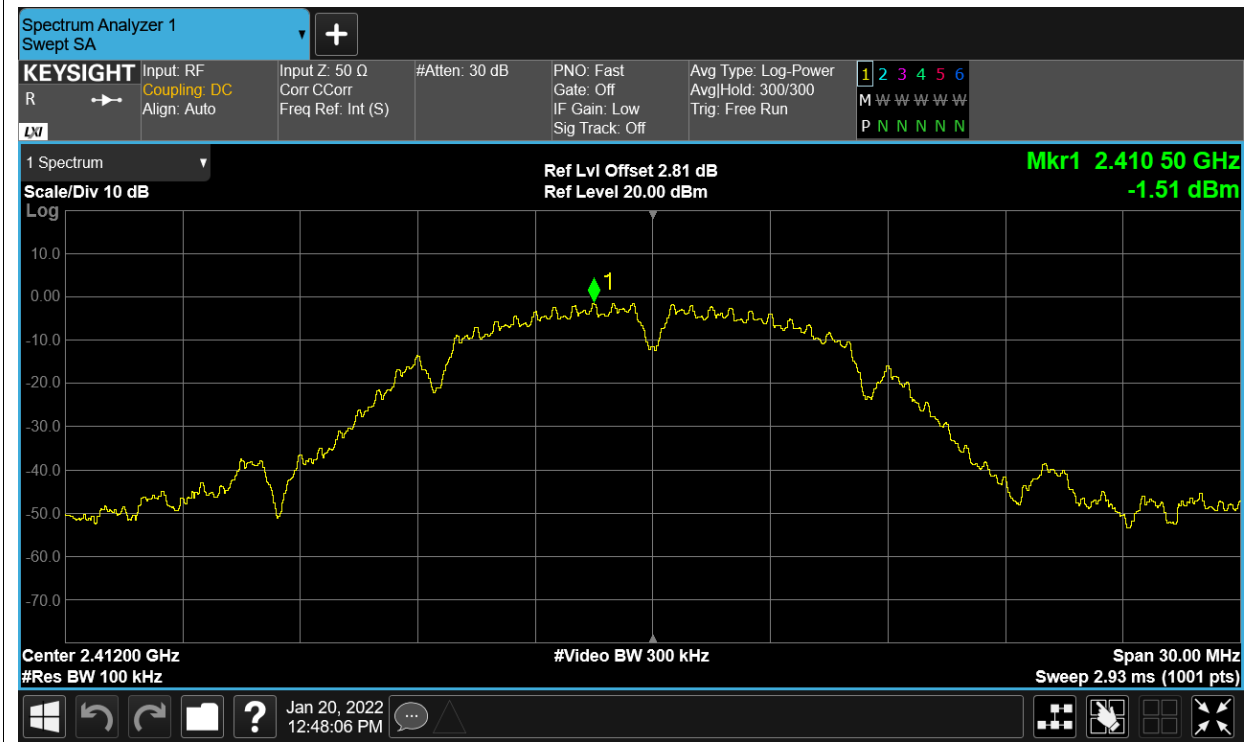 Spectrum Analyzer 1
Swept SA
+
KEYSIGHT
R
LXI
Input: RF
Coupling: DC
Align: Auto
Input Z: 50 Ω
Corr CCorr
Freq Ref: Int (S)
#Atten: 30 dB
PNO: Fast
Gate: Off
IF Gain: Low
Sig Track: Off
Avg Type: Log-Power
Avg|Hold: 300/300
Trig: Free Run
1 2 3 4 5 6
M W W W W W
P N N N N N
1 Spectrum
Scale/Div 10 dB
Ref Lvl Offset 2.81 dB
Ref Level 20.00 dBm
Mkr1 2.410 50 GHz
-1.51 dBm
Log
10.0
0.00
-10.0
-20.0
-30.0
-40.0
-50.0
-60.0
-70.0
1
Center 2.41200 GHz
#Video BW 300 kHz
Span 30.00 MHz
#Res BW 100 kHz
Sweep 2.93 ms (1001 pts)
?
Jan 20, 2022
12:48:06 PM